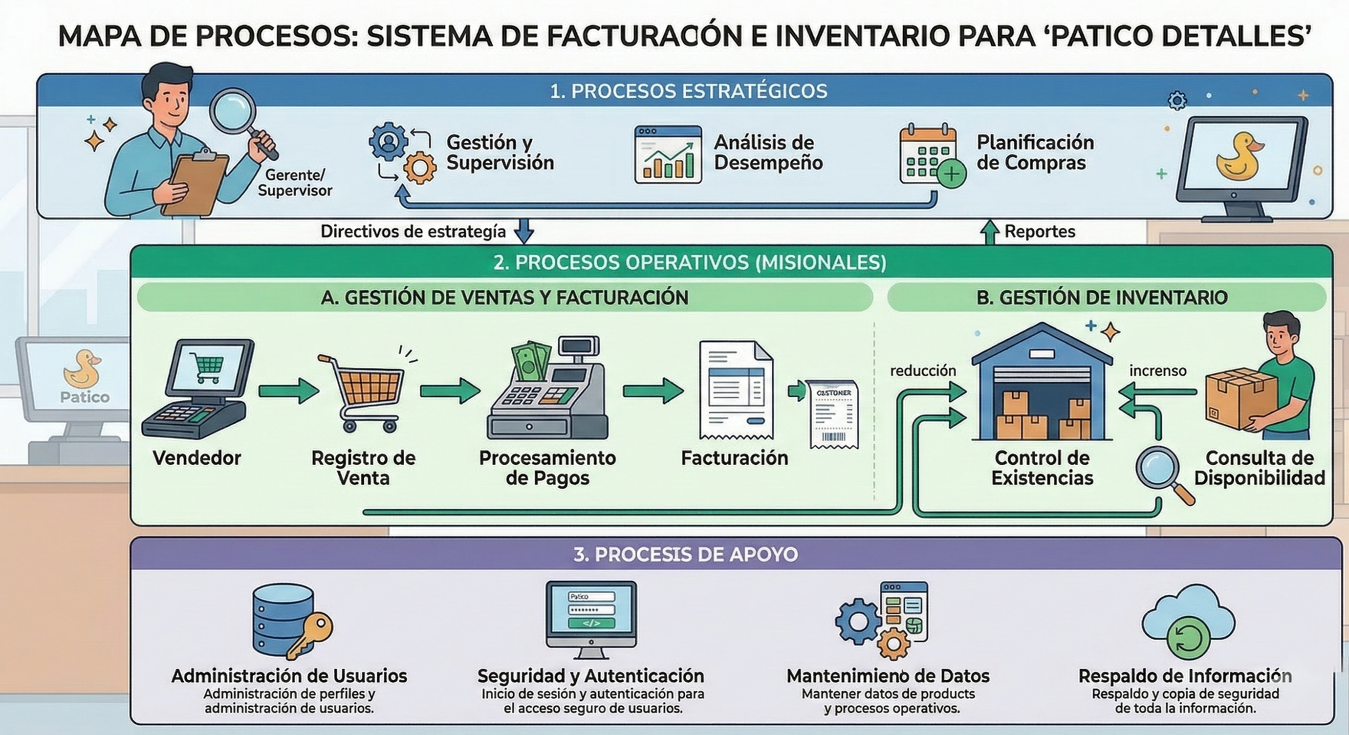 MAPA DE PROCESOS: SISTEMA DE FACTURACÓN E INVENTARIO PARA ‘PATICO DETALLES’
1. PROCESOS ESTRATÉGICOS
Gerente/
Supervisor
Gestión y
Supervisión
Análisis de
Desempeño
Planificación
de Compras
Directivos de estrategía
Reportes
2. PROCESOS OPERATIVOS (MISIONALES)
A. GESTIÓN DE VENTAS Y FACTURACIÓN
B. GESTIÓN DE INVENTARIO
Patico
Vendedor
Registro de
Venta
Procesamiento
de Pagos
Facturación
CUSTOMER
reducción
increnso
Control de
Existencias
Consulta de
Disponibilidad
3. PROCESIS DE APOYO
Patico
</>
Administración de Usuarios
Administración de perfiles y
administración de usuarios.
Seguridad y Autenticación
Inicio de sesión y autenticación para
el acceso seguro de usuarios.
Mantenimieno de Datos
Mantener datos de products
y procesos operativos.
Respaldo de Información
Respaldo y copia de seguridad
de toda la información.